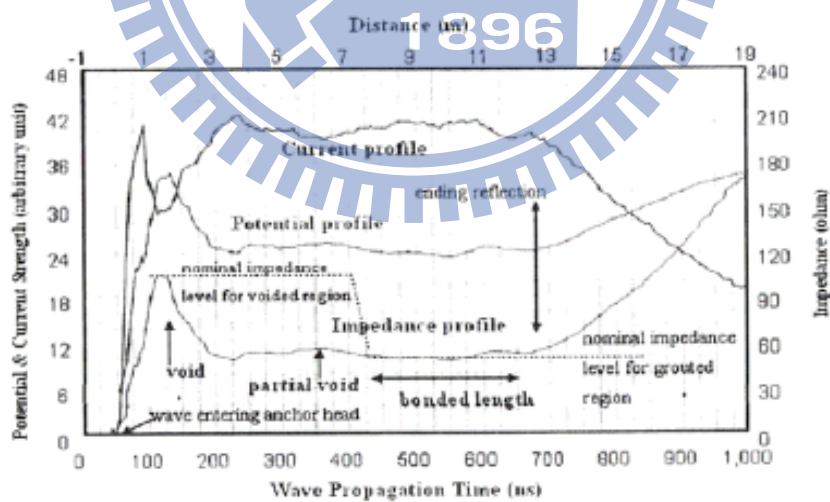 Distance (m)
1896
-1 1 3 5 7 9 11 13 15 17 19
48
42
36
30
24
18
12
6
0
Potential & Current Strength (arbitrary unit)
240
210
180
150
120
90
60
30
0
Impedance (ohm)
Current profile
ending reflection
Potential profile
nominal impedance
level for voided region
Impedance profile
nominal impedance
level for grouted
region
void
partial void
bonded length
wave entering anchor head
0 100 200 300 400 500 600 700 800 900 1,000
Wave Propagation Time (ns)